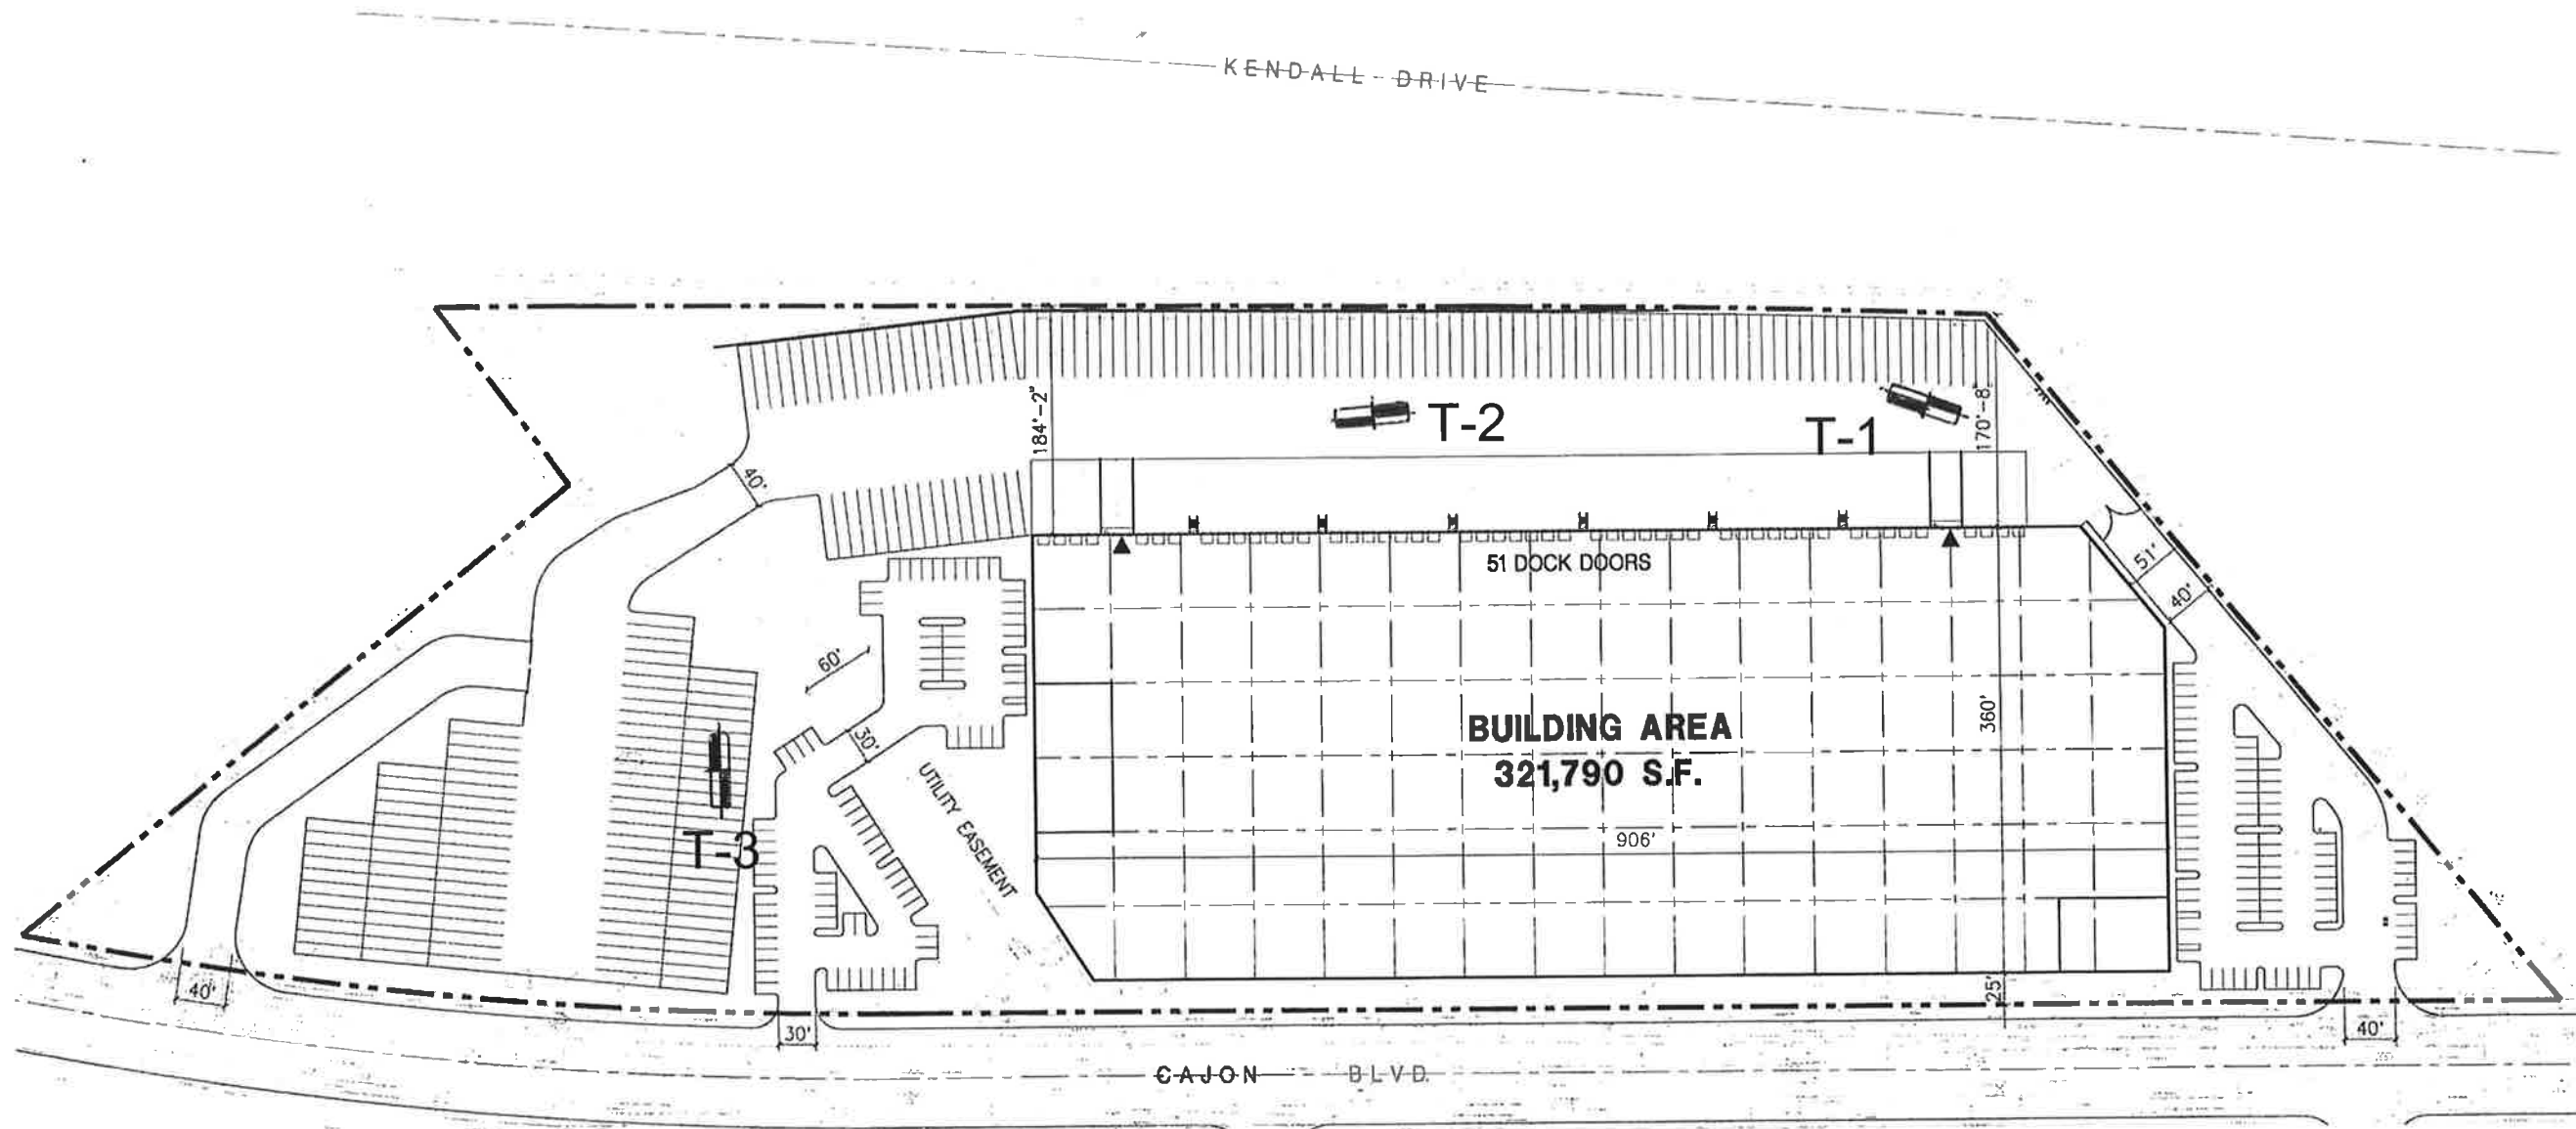 KENDALL DRIVE
184'-2"
T-2
T-1
170'-8"
40'
51 DOCK DOORS
51'
40'
60'
30'
UTILITY EASEMENT
BUILDING AREA
321,790 S.F.
360'
906'
T-3
40'
30'
25'
40'
CAJON BLVD.